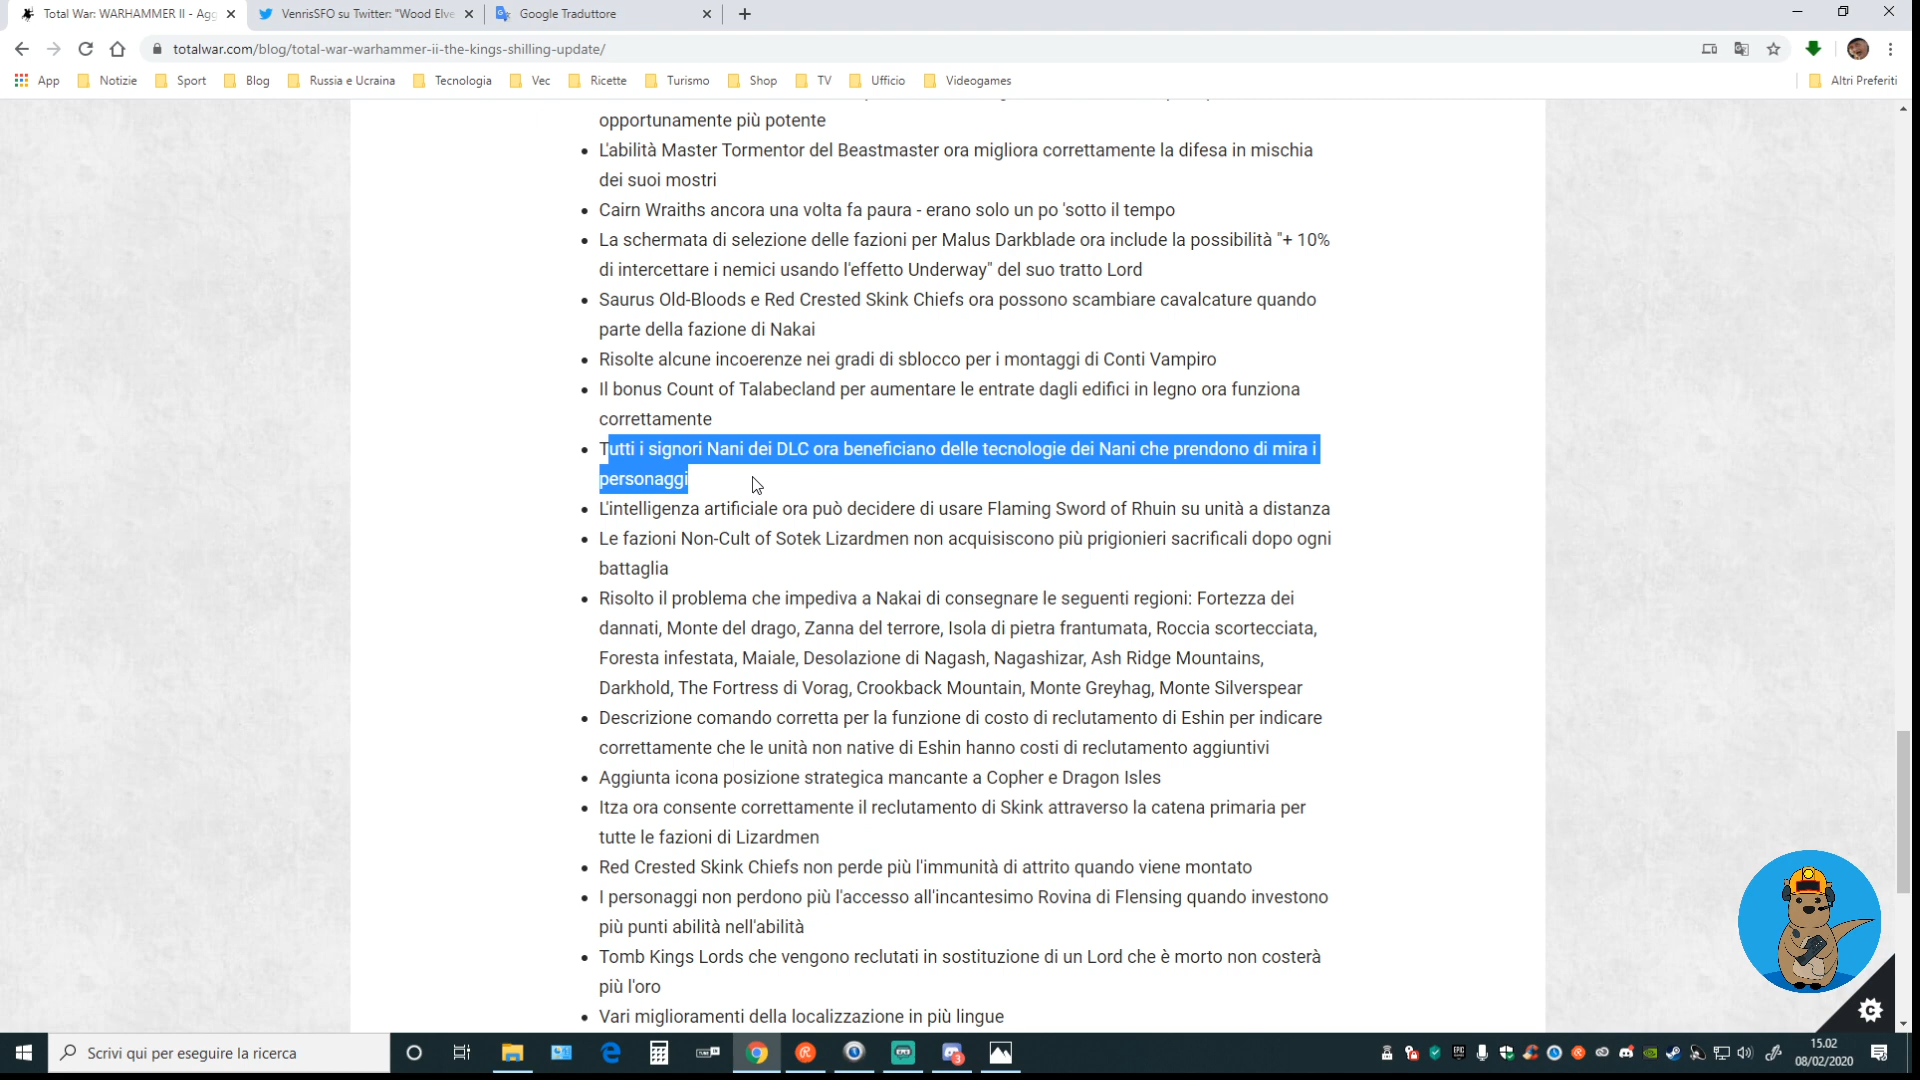 Total War: WARHAMMER II - Agg
VenrisSFO su Twitter: "Wood Elve
Google Traduttore
totalwar.com/blog/total-war-warhammer-ii-the-kings-shilling-update/
App Notizie Sport Blog Russia e Ucraina Tecnologia Vec Ricette Turismo Shop TV Ufficio Videogames Altri Preferiti
opportunamente più potente
L'abilità Master Tormentor del Beastmaster ora migliora correttamente la difesa in mischia
dei suoi mostri
Cairn Wraiths ancora una volta fa paura - erano solo un po 'sotto il tempo
La schermata di selezione delle fazioni per Malus Darkblade ora include la possibilità "+ 10%
di intercettare i nemici usando l'effetto Underway" del suo tratto Lord
Saurus Old-Bloods e Red Crested Skink Chiefs ora possono scambiare cavalcature quando
parte della fazione di Nakai
Risolte alcune incoerenze nei gradi di sblocco per i montaggi di Conti Vampiro
Il bonus Count of Talabecland per aumentare le entrate dagli edifici in legno ora funziona
correttamente
Tutti i signori Nani dei DLC ora beneficiano delle tecnologie dei Nani che prendono di mira i
personaggi
L'intelligenza artificiale ora può decidere di usare Flaming Sword of Rhuin su unità a distanza
Le fazioni Non-Cult of Sotek Lizardmen non acquisiscono più prigionieri sacrificali dopo ogni
battaglia
Risolto il problema che impediva a Nakai di consegnare le seguenti regioni: Fortezza dei
dannati, Monte del drago, Zanna del terrore, Isola di pietra frantumata, Roccia scortecciata,
Foresta infestata, Maiale, Desolazione di Nagash, Nagashizar, Ash Ridge Mountains,
Darkhold, The Fortress di Vorag, Crookback Mountain, Monte Greyhag, Monte Silverspear
Descrizione comando corretta per la funzione di costo di reclutamento di Eshin per indicare
correttamente che le unità non native di Eshin hanno costi di reclutamento aggiuntivi
Aggiunta icona posizione strategica mancante a Copher e Dragon Isles
Itza ora consente correttamente il reclutamento di Skink attraverso la catena primaria per
tutte le fazioni di Lizardmen
Red Crested Skink Chiefs non perde più l'immunità di attrito quando viene montato
I personaggi non perdono più l'accesso all'incantesimo Rovina di Flensing quando investono
più punti abilità nell'abilità
Tomb Kings Lords che vengono reclutati in sostituzione di un Lord che è morto non costerà
più l'oro
Vari miglioramenti della localizzazione in più lingue
Scrivi qui per eseguire la ricerca
15.02
08/02/2020